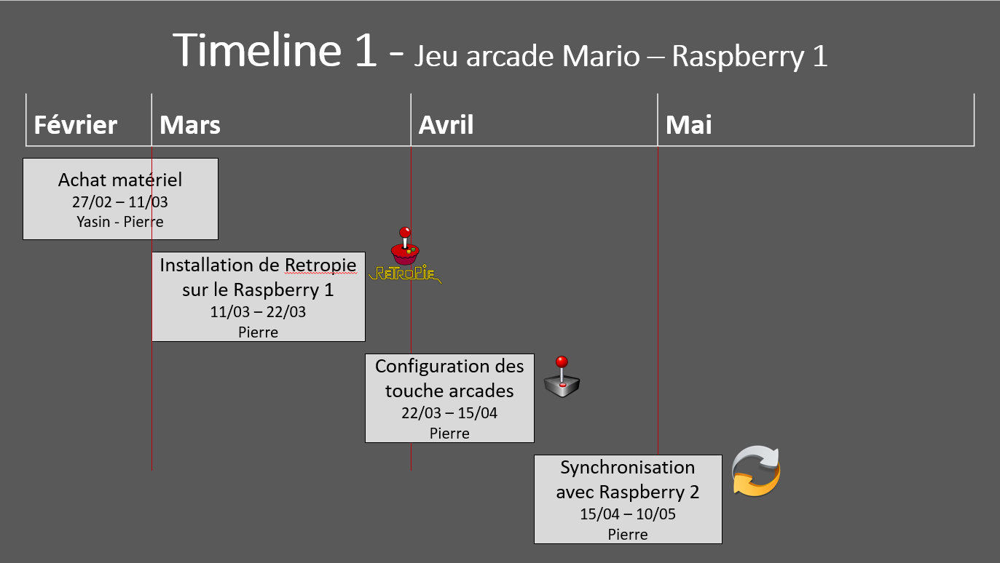 Timeline 1 - Jeu arcade Mario – Raspberry 1
Février
Mars
Avril
Mai
Achat matériel
27/02 – 11/03
Yasin - Pierre
Installation de Retropie
sur le Raspberry 1
11/03 – 22/03
Pierre
RETROPIE
Configuration des
touche arcades
22/03 – 15/04
Pierre
Synchronisation
avec Raspberry 2
15/04 – 10/05
Pierre